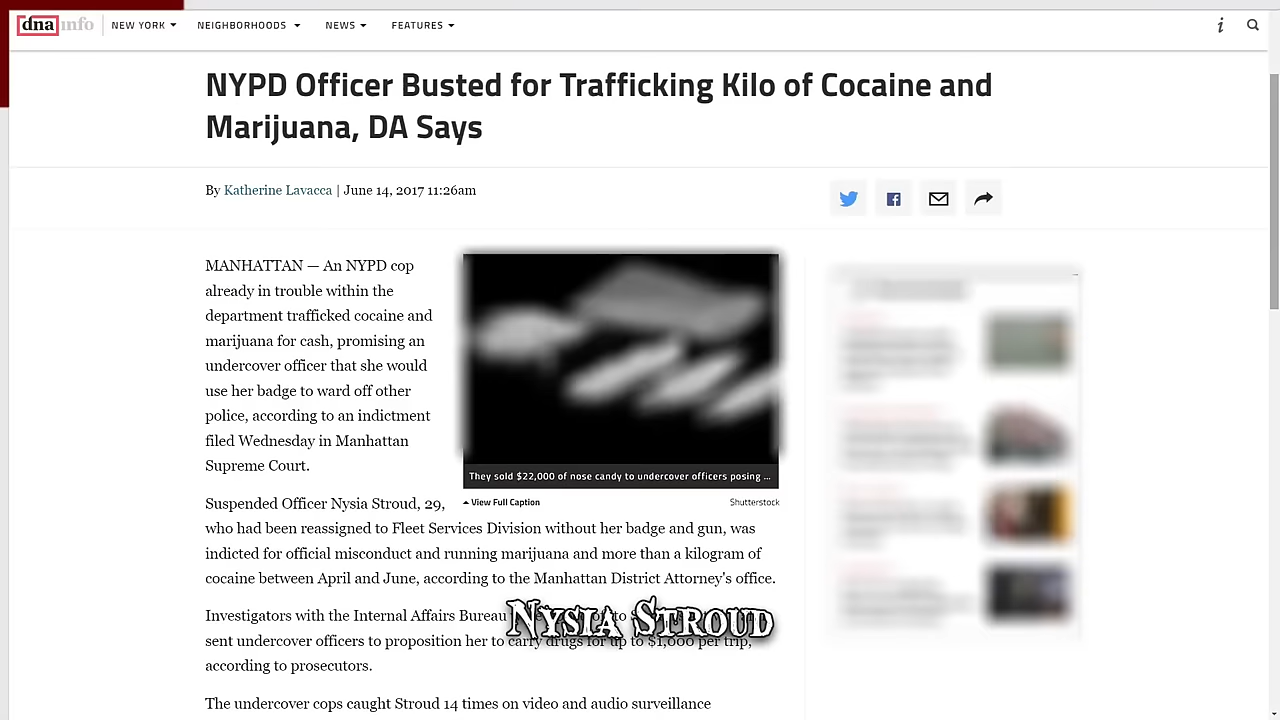 dna info NEW YORK NEIGHBORHOODS NEWS FEATURES i
NYPD Officer Busted for Trafficking Kilo of Cocaine and
Marijuana, DA Says
By Katherine Lavacca | June 14, 2017 11:26am
MANHATTAN — An NYPD cop
already in trouble within the
department trafficked cocaine and
marijuana for cash, promising an
undercover officer that she would
use her badge to ward off other
police, according to an indictment
filed Wednesday in Manhattan
Supreme Court.
They sold $22,000 of nose candy to undercover officers posing ...
View Full Caption Shutterstock
Suspended Officer Nysia Stroud, 29,
who had been reassigned to Fleet Services Division without her badge and gun, was
indicted for official misconduct and running marijuana and more than a kilogram of
cocaine between April and June, according to the Manhattan District Attorney's office.
Investigators with the Internal Affairs Bureau
Nysia Stroud
sent undercover officers to proposition her to carry drugs for up to $1,000 per trip,
according to prosecutors.
The undercover cops caught Stroud 14 times on video and audio surveillance